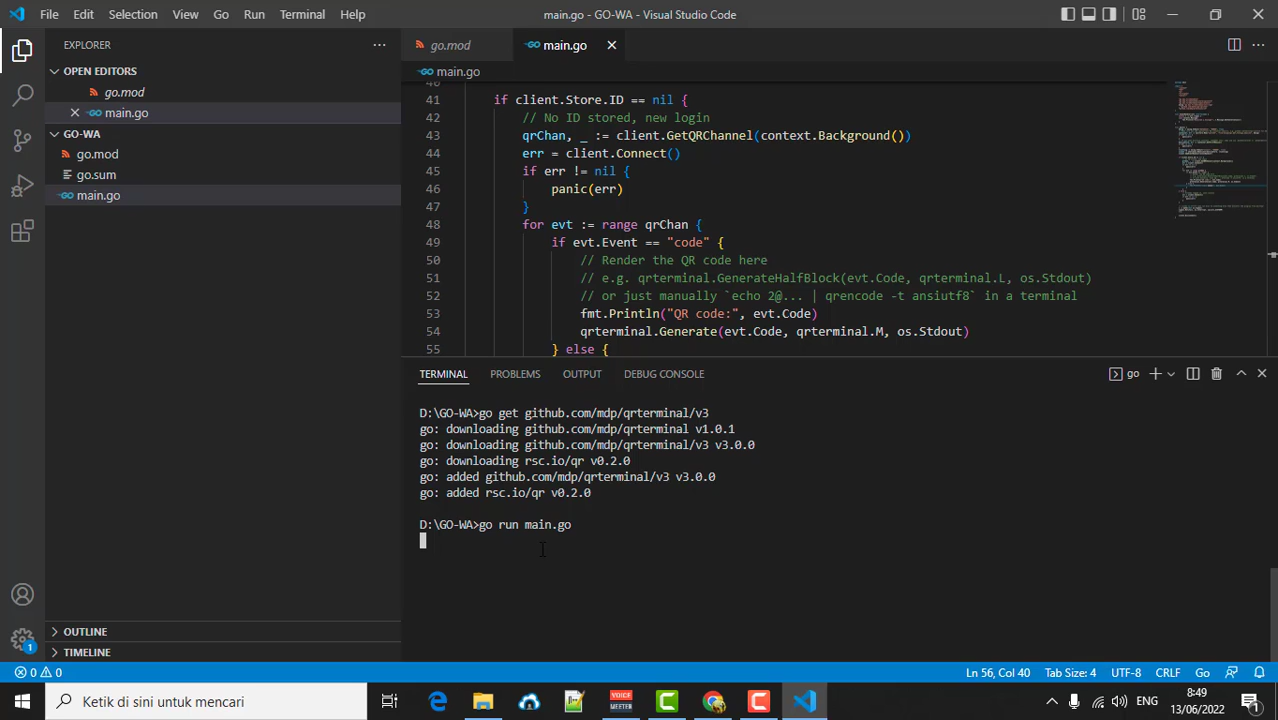 File Edit Selection View Go Run Terminal Help
main.go - GO-WA - Visual Studio Code
EXPLORER
OPEN EDITORS
go.mod
main.go
GO-WA
go.mod
go.sum
main.go
OUTLINE
TIMELINE
1
go.mod
main.go
main.go
41 if client.Store.ID == nil {
42 // No ID stored, new login
43 qrChan, _ := client.GetQRChannel(context.Background())
44 err = client.Connect()
45 if err != nil {
46 panic(err)
47 }
48 for evt := range qrChan {
49 if evt.Event == "code" {
50 // Render the QR code here
51 // e.g. qrterminal.GenerateHalfBlock(evt.Code, qrterminal.L, os.Stdout)
52 // or just manually `echo 2@... | qrencode -t ansiutf8` in a terminal
53 fmt.Println("QR code:", evt.Code)
54 qrterminal.Generate(evt.Code, qrterminal.M, os.Stdout)
55 } else {
TERMINAL PROBLEMS OUTPUT DEBUG CONSOLE
go
D:\GO-WA>go get github.com/mdp/qrterminal/v3
go: downloading github.com/mdp/qrterminal v1.0.1
go: downloading github.com/mdp/qrterminal/v3 v3.0.0
go: downloading rsc.io/qr v0.2.0
go: added github.com/mdp/qrterminal/v3 v3.0.0
go: added rsc.io/qr v0.2.0
D:\GO-WA>go run main.go
0 0
Ln 56, Col 40 Tab Size: 4 UTF-8 CRLF Go
Ketik di sini untuk mencari
VOICE
MEETER
ENG
8:49
13/06/2022
1